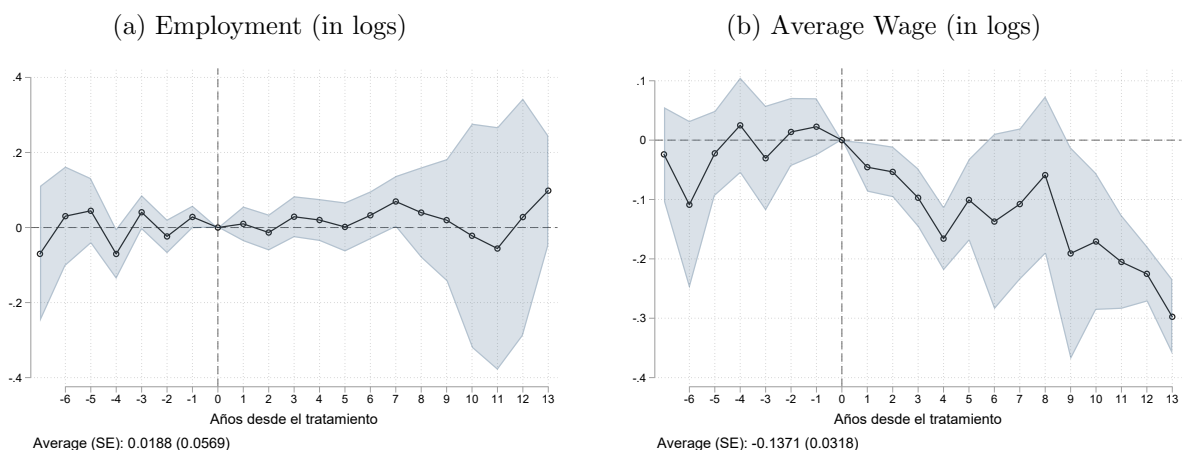 (a) Employment (in logs)
.4
.2
0
-.2
-.4
-6 -5 -4 -3 -2 -1 0 1 2 3 4 5 6 7 8 9 10 11 12 13
Años desde el tratamiento
Average (SE): 0.0188 (0.0569)
(b) Average Wage (in logs)
.1
0
-.1
-.2
-.3
-.4
-6 -5 -4 -3 -2 -1 0 1 2 3 4 5 6 7 8 9 10 11 12 13
Años desde el tratamiento
Average (SE): -0.1371 (0.0318)